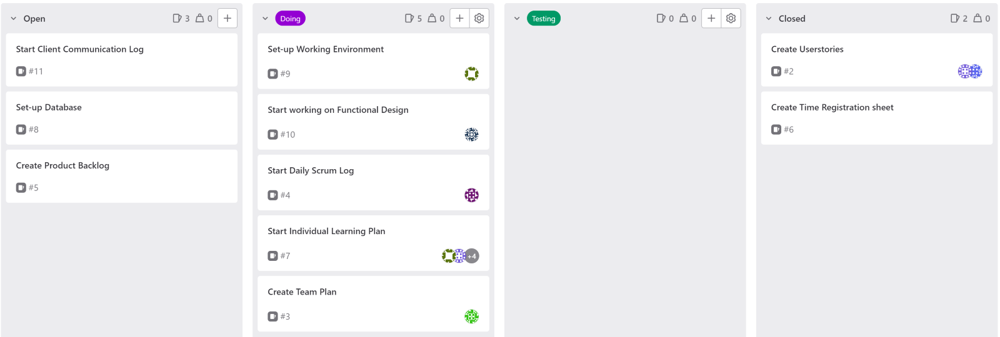 Open 3 0
Start Client Communication Log
#11
Set-up Database
#8
Create Product Backlog
#5
Doing 5 0
Set-up Working Environment
#9
Start working on Functional Design
#10
Start Daily Scrum Log
#4
Start Individual Learning Plan
#7 +4
Create Team Plan
#3
Testing 0 0
Closed 2 0
Create Userstories
#2
Create Time Registration sheet
#6